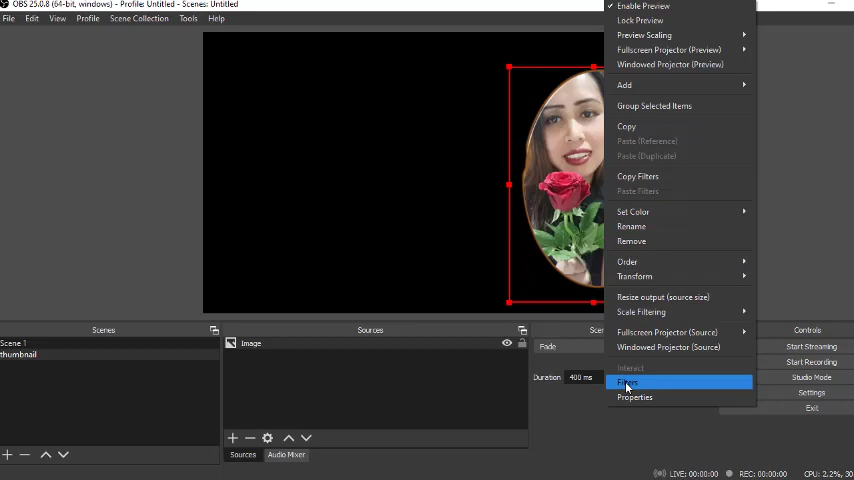 OBS 25.0.8 (64-bit, windows) - Profile: Untitled - Scenes: Untitled
File Edit View Profile Scene Collection Tools Help
Enable Preview
Lock Preview
Preview Scaling
Fullscreen Projector (Preview)
Windowed Projector (Preview)
Add
Group Selected Items
Copy
Paste (Reference)
Paste (Duplicate)
Copy Filters
Paste Filters
Set Color
Rename
Remove
Order
Transform
Resize output (source size)
Scale Filtering
Fullscreen Projector (Source)
Windowed Projector (Source)
Interact
Filters
Properties
Scenes
Scene 1
thumbnail
Sources
Image
Sources Audio Mixer
Scen
Fade
Duration 400 ms
Controls
Start Streaming
Start Recording
Studio Mode
Settings
Exit
LIVE: 00:00:00 REC: 00:00:00 CPU: 2.2%, 30